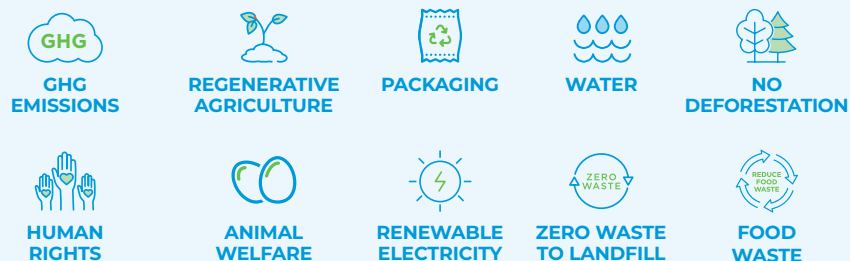 GHG
GHG
EMISSIONS
REGENERATIVE
AGRICULTURE
PACKAGING
WATER
NO
DEFORESTATION
HUMAN
RIGHTS
ANIMAL
WELFARE
RENEWABLE
ELECTRICITY
ZERO
WASTE
ZERO WASTE
TO LANDFILL
REDUCE
FOOD
WASTE
FOOD
WASTE